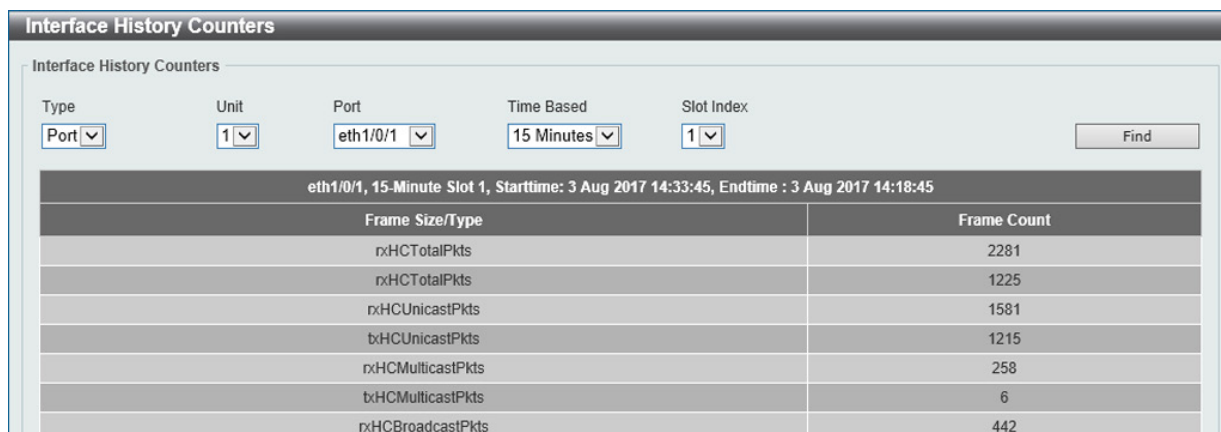 Interface History Counters
Interface History Counters
Type Unit Port Time Based Slot Index
Port 1 eth1/0/1 15 Minutes 1 Find
eth1/0/1, 15-Minute Slot 1, Starttime: 3 Aug 2017 14:33:45, Endtime : 3 Aug 2017 14:18:45
Frame Size/Type Frame Count
rxHCTotalPkts 2281
rxHCTotalPkts 1225
rxHCUnicastPkts 1581
txHCUnicastPkts 1215
rxHCMulticastPkts 258
txHCMulticastPkts 6
rxHCBroadcastPkts 442